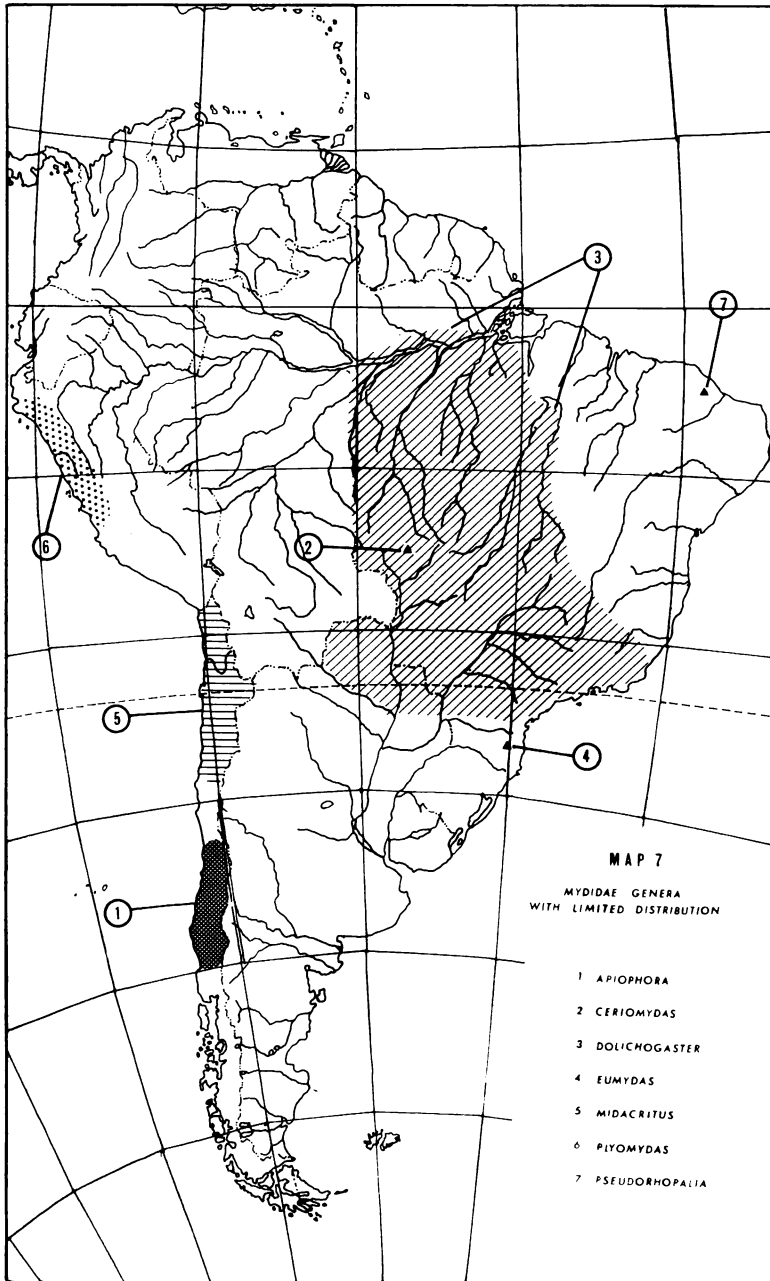 3
7
2
6
5
4
1
MAP 7
MYDIDAE GENERA
WITH LIMITED DISTRIBUTION
1 APIOPHORA
2 CERIOMYDAS
3 DOLICHOGASTER
4 EUMYDAS
5 MIDACRITUS
6 PLYOMYDAS
7 PSEUDORHOPALIA